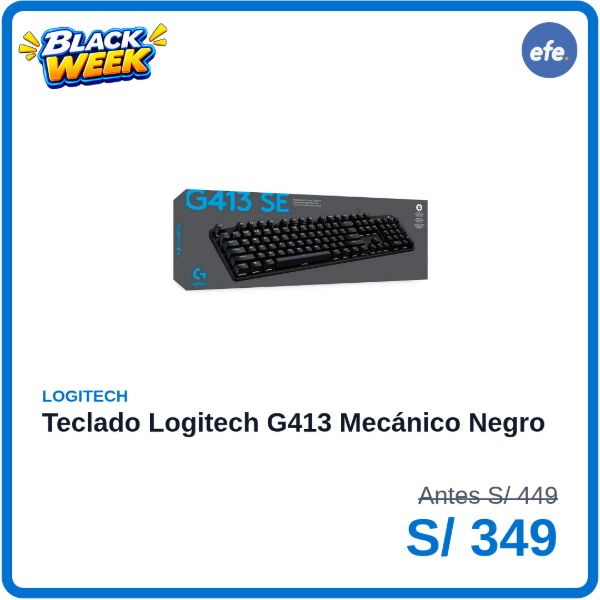 BLACK
WEEK
efe.
G413 SE
LOGITECH
Teclado Logitech G413 Mecánico Negro
Antes S/ 449
S/ 349